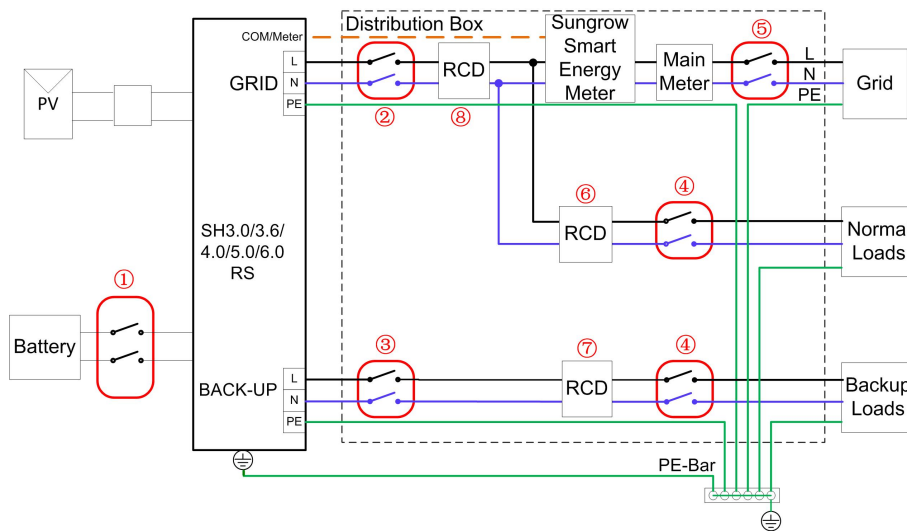 Distribution Box
COM/Meter
L
GRID
N
PE
②
RCD
⑧
Sungrow
Smart
Energy
Meter
Main
Meter
⑤
L
N
PE
Grid
PV
SH3.0/3.6/
4.0/5.0/6.0
RS
⑥
RCD
④
Normal
Loads
①
Battery
BACK-UP
L
N
PE
③
⑦
RCD
④
Backup
Loads
PE-Bar